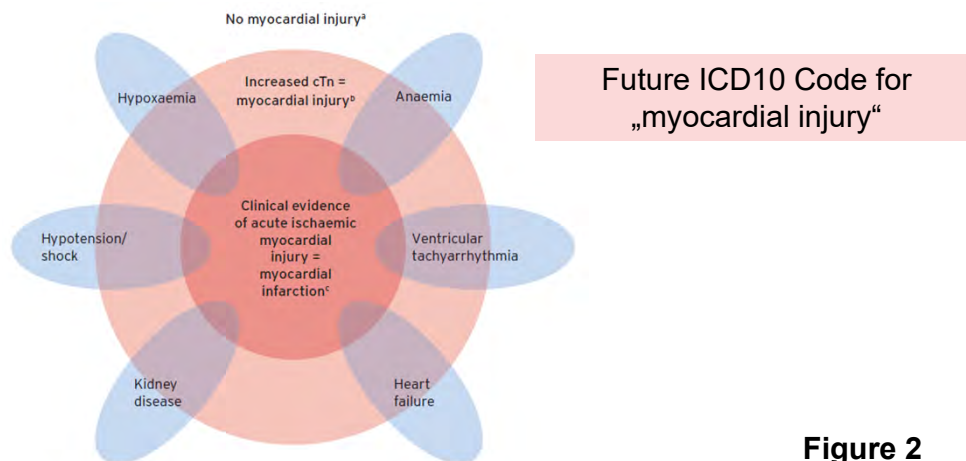 No myocardial injuryᵃ
Future ICD10 Code for
„myocardial injury“
Increased cTn =
myocardial injuryᵇ
Hypoxaemia
Anaemia
Clinical evidence
of acute ischaemic
myocardial
injury =
myocardial
infarctionᶜ
Hypotension/
shock
Ventricular
tachyarrhythmia
Kidney
disease
Heart
failure
Figure 2